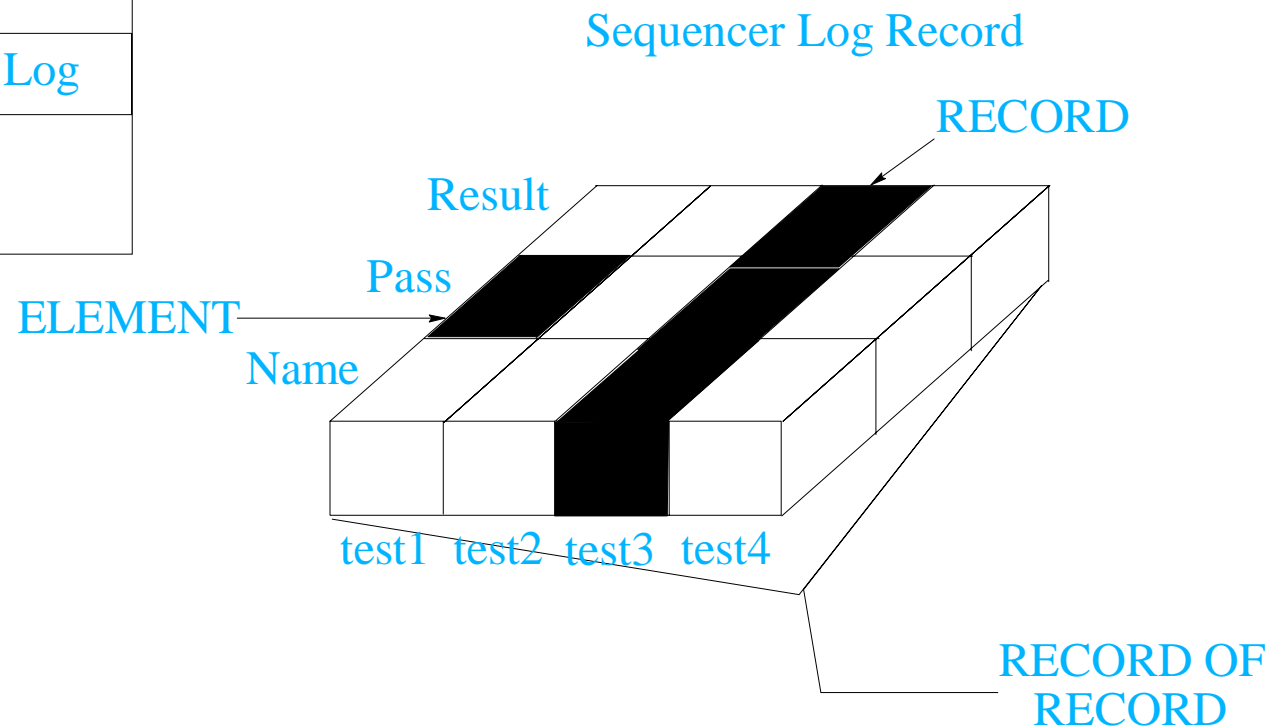 Sequencer Log Record
Log
RECORD
Result
Pass
ELEMENT
Name
test1 test2 test3 test4
RECORD OF
RECORD